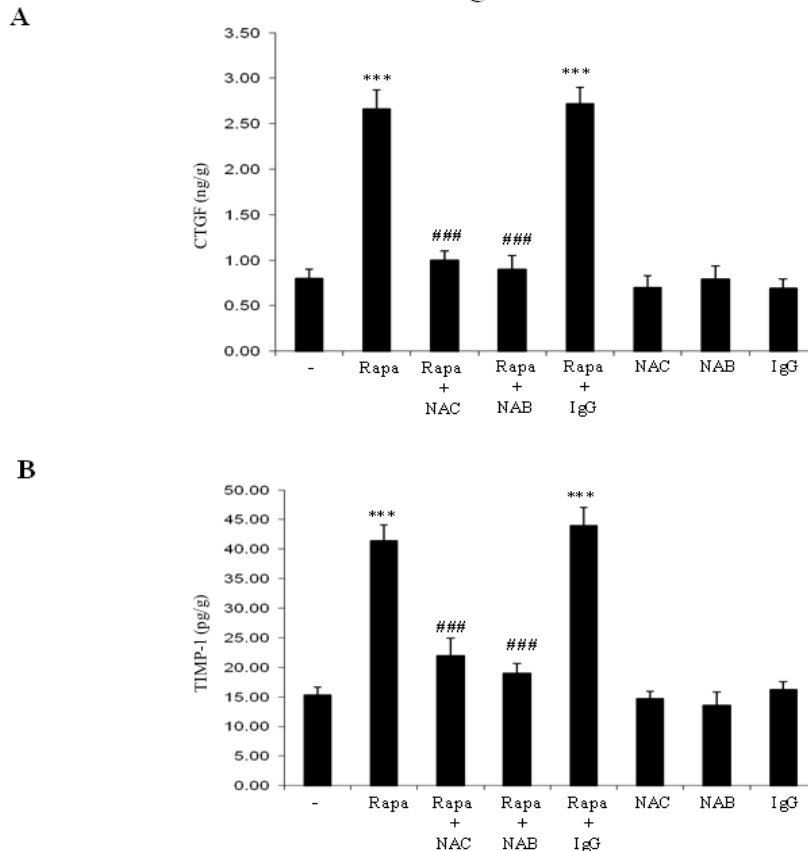 A
3.50
3.00
2.50
2.00
1.50
1.00
0.50
0.00
CTGF (ng/g)
***
***
###
###
- Rapa Rapa Rapa Rapa NAC NAB IgG
+ + +
NAC NAB IgG
B
50.00
45.00
40.00
35.00
30.00
25.00
20.00
15.00
10.00
5.00
0.00
TIMP-1 (pg/g)
***
***
###
###
- Rapa Rapa Rapa Rapa NAC NAB IgG
+ + +
NAC NAB IgG